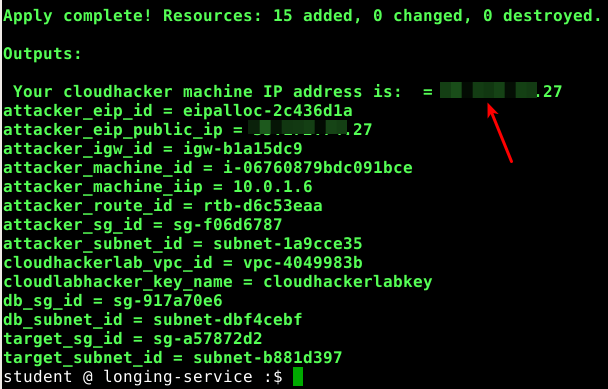 Apply complete! Resources: 15 added, 0 changed, 0 destroyed.
Outputs:
Your cloudhacker machine IP address is: = .27
attacker_eip_id = eipalloc-2c436d1a
attacker_eip_public_ip = .27
attacker_igw_id = igw-b1a15dc9
attacker_machine_id = i-06760879bdc091bce
attacker_machine_iip = 10.0.1.6
attacker_route_id = rtb-d6c53eaa
attacker_sg_id = sg-f06d6787
attacker_subnet_id = subnet-1a9cce35
cloudhackerlab_vpc_id = vpc-4049983b
cloudlabhacker_key_name = cloudhackerlabkey
db_sg_id = sg-917a70e6
db_subnet_id = subnet-dbf4cebf
target_sg_id = sg-a57872d2
target_subnet_id = subnet-b881d397
student @ longing-service :$